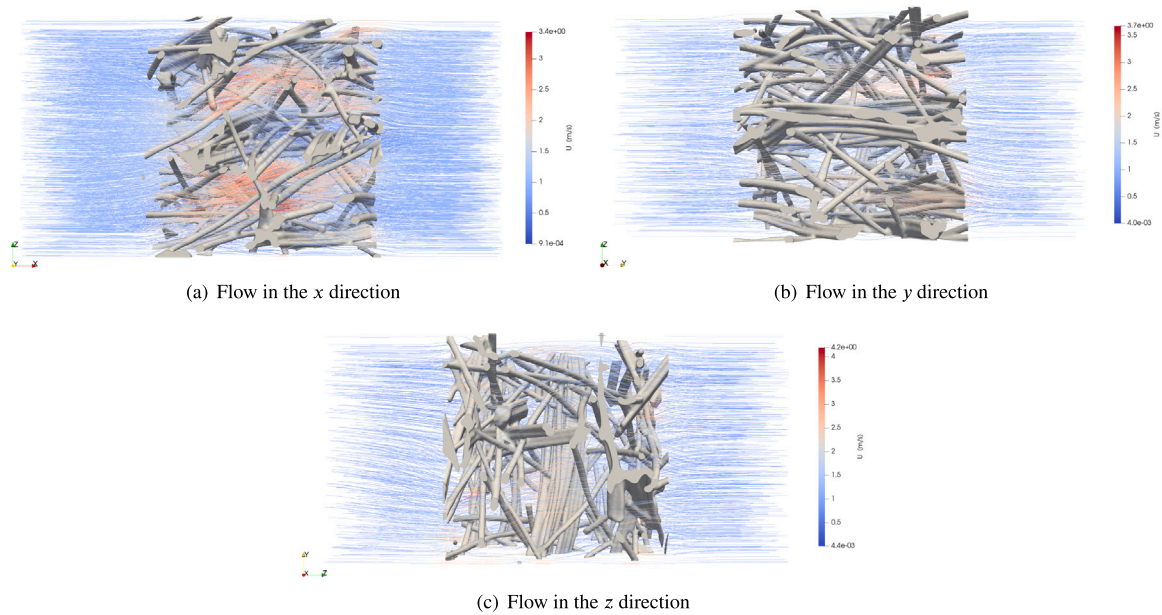 3.4e+00
3
2.5
2
1.5
1
0.5
9.1e-04
U (m/s)
Z
Y
X
(a) Flow in the x direction
3.7e+00
3.5
3
2.5
2
1.5
1
0.5
4.0e-03
U (m/s)
Z
X
Y
(b) Flow in the y direction
4.2e+00
4
3.5
3
2.5
2
1.5
1
0.5
4.4e-03
U (m/s)
Y
X
Z
(c) Flow in the z direction